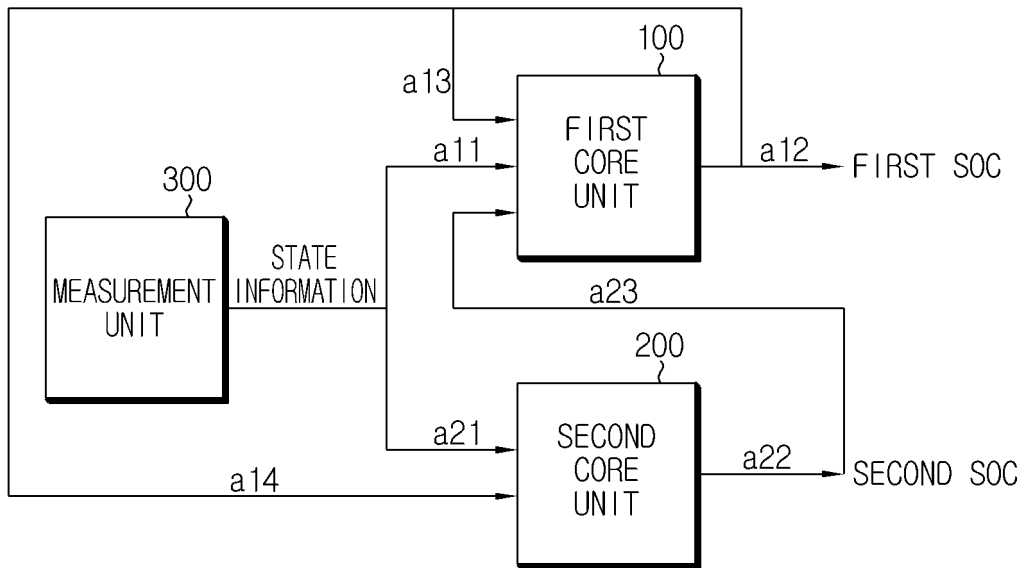 100
a13
FIRST
CORE
UNIT
a11
a12
FIRST SOC
300
MEASUREMENT
UNIT
STATE
INFORMATION
a23
200
a21
SECOND
CORE
UNIT
a22
SECOND SOC
a14